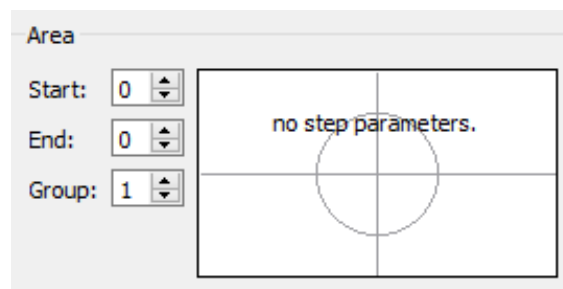 Area
Start: 0
no step parameters.
End: 0
Group: 1